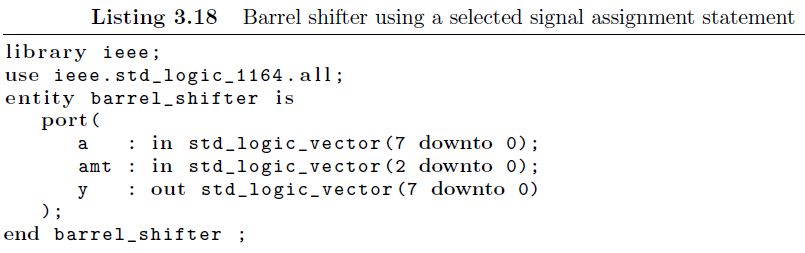 Listing 3.18 Barrel shifter using a selected signal assignment statement
library ieee;
use ieee.std_logic_1164.all;
entity barrel_shifter is
port(
a : in std_logic_vector(7 downto 0);
amt : in std_logic_vector(2 downto 0);
y : out std_logic_vector(7 downto 0)
);
end barrel_shifter ;